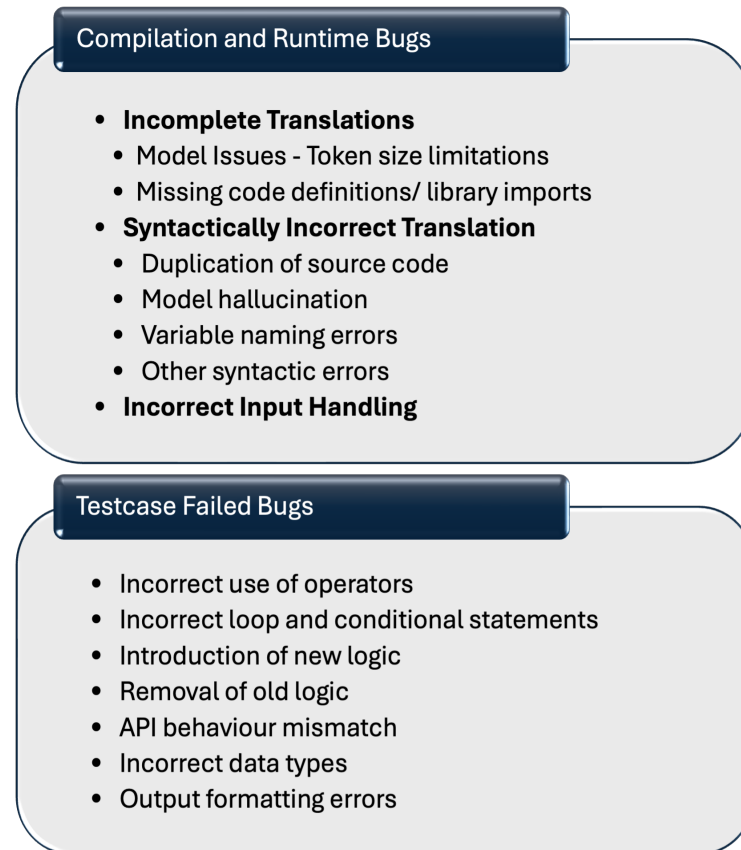 Compilation and Runtime Bugs
• Incomplete Translations
• Model Issues - Token size limitations
• Missing code definitions/ library imports
• Syntactically Incorrect Translation
• Duplication of source code
• Model hallucination
• Variable naming errors
• Other syntactic errors
• Incorrect Input Handling
Testcase Failed Bugs
• Incorrect use of operators
• Incorrect loop and conditional statements
• Introduction of new logic
• Removal of old logic
• API behaviour mismatch
• Incorrect data types
• Output formatting errors